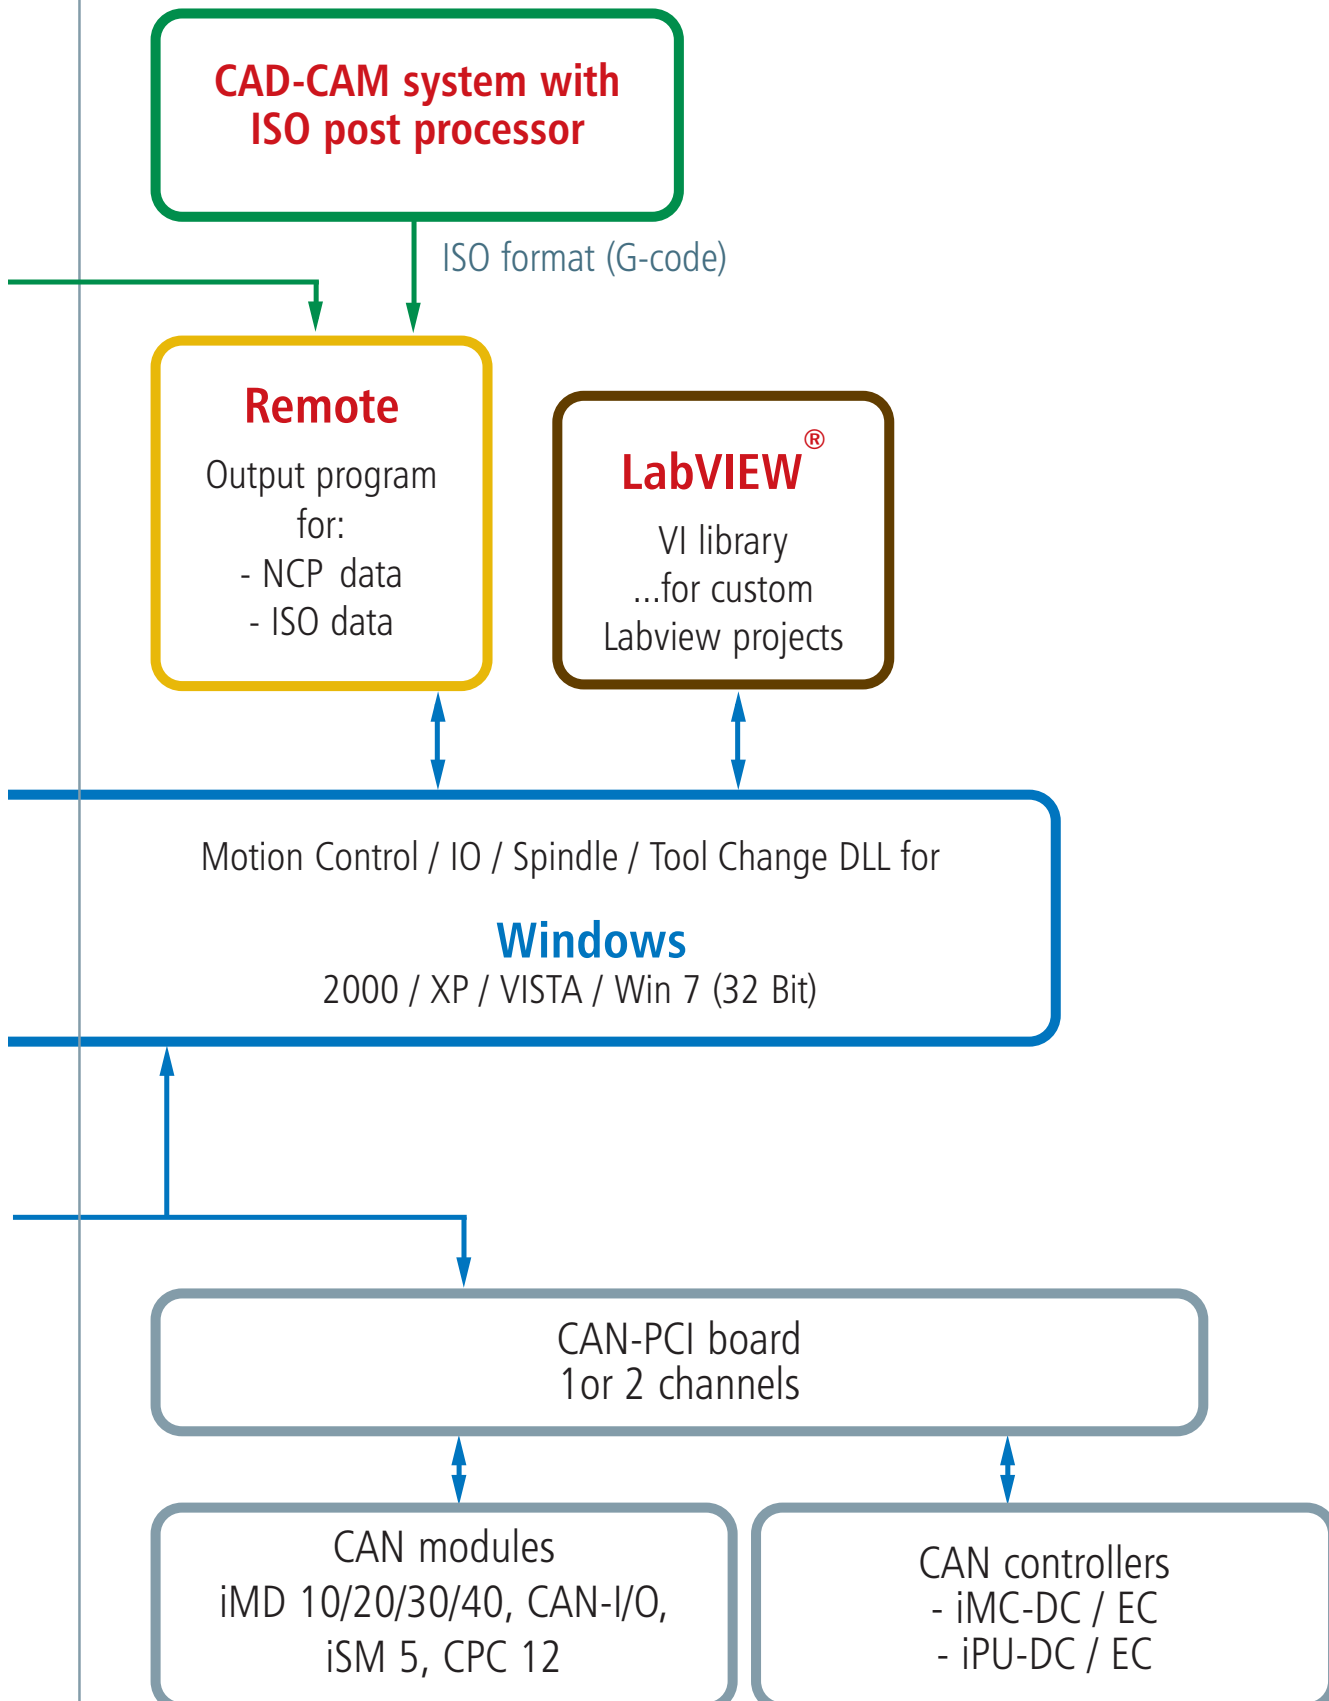 CAD-CAM system with
ISO post processor
ISO format (G-code)
Remote
Output program
for:
- NCP data
- ISO data
LabVIEW®
VI library
...for custom
Labview projects
Motion Control / IO / Spindle / Tool Change DLL for
Windows
2000 / XP / VISTA / Win 7 (32 Bit)
CAN-PCI board
1or 2 channels
CAN modules
iMD 10/20/30/40, CAN-I/O,
iSM 5, CPC 12
CAN controllers
- iMC-DC / EC
- iPU-DC / EC